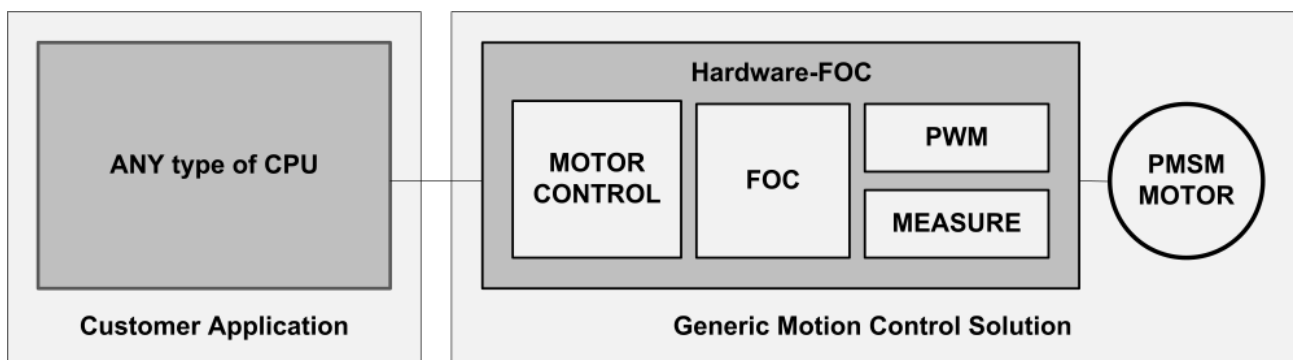 ANY type of CPU
Customer Application
Hardware-FOC
MOTOR
CONTROL
FOC
PWM
MEASURE
PMSM
MOTOR
Generic Motion Control Solution